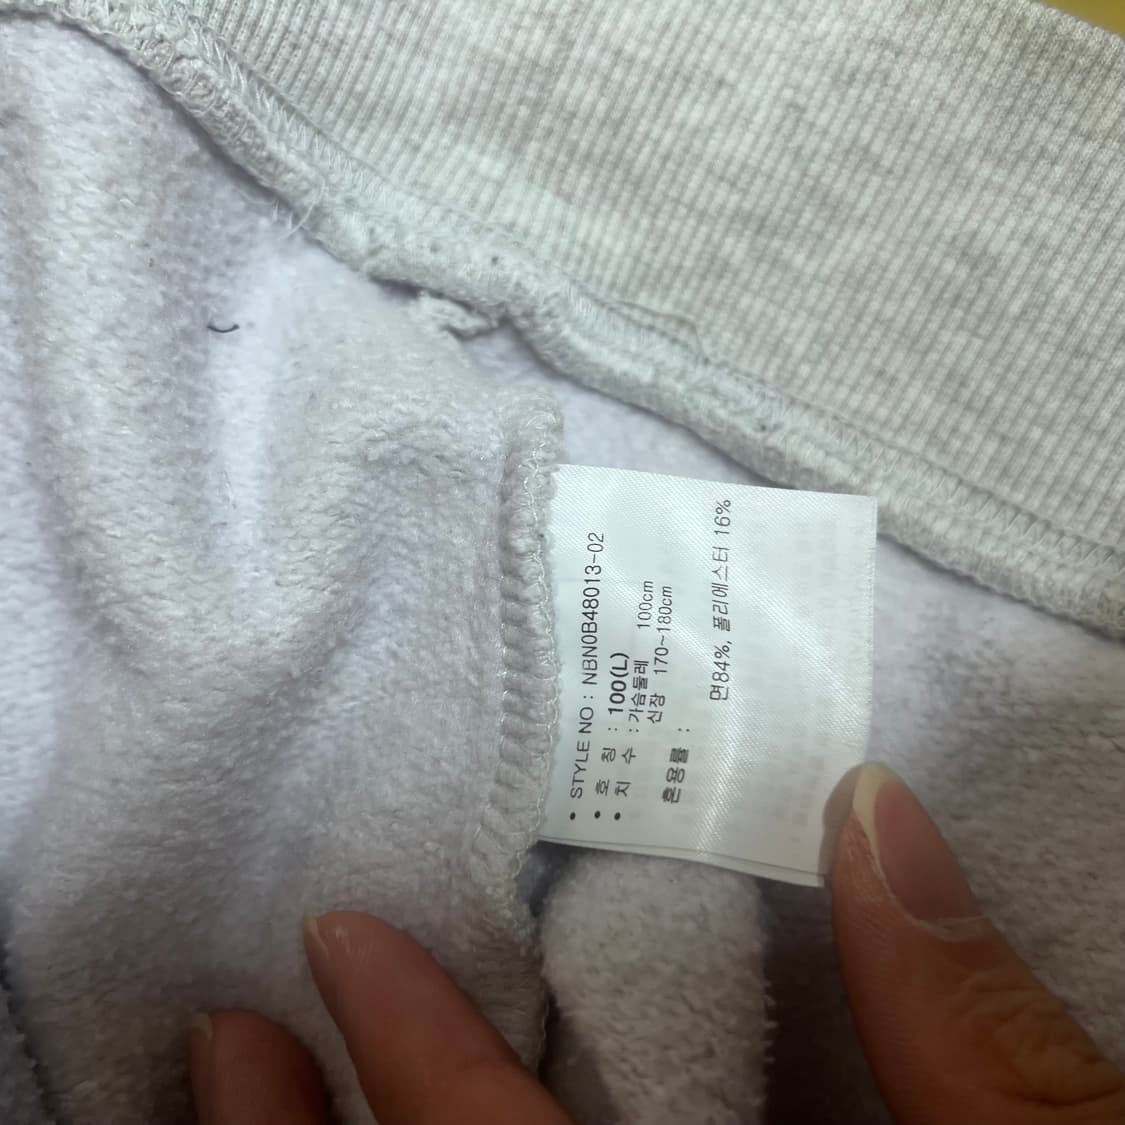 • STYLE NO : NBN0B48013-02
• 호 칭 : 100(L)
• 치 수 : 가슴둘레 100cm
신장 170~180cm
혼용률 :
면84%, 폴리에스터 16%